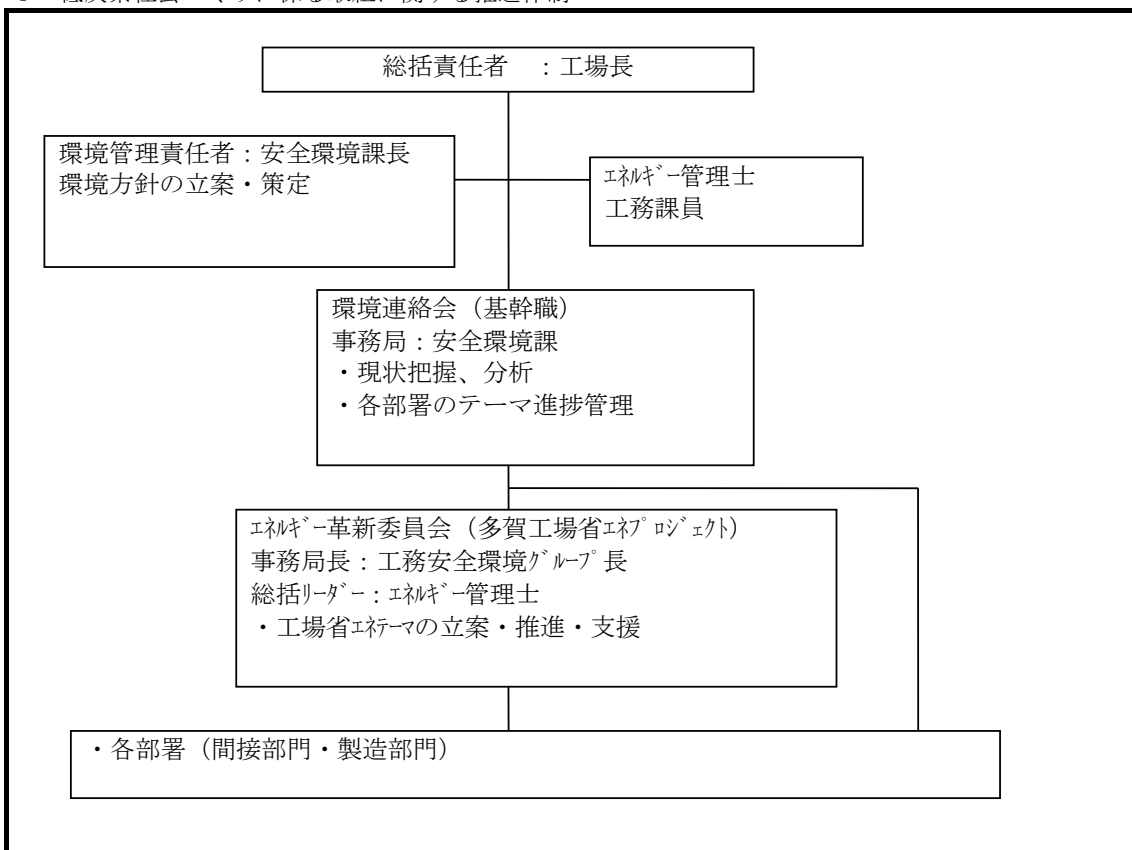 総括責任者　：工場長
環境管理責任者：安全環境課長
環境方針の立案・策定
ｴﾈﾙｷﾞｰ管理士
工務課員
環境連絡会（基幹職）
事務局：安全環境課
・現状把握、分析
・各部署のテーマ進捗管理
ｴﾈﾙｷﾞｰ革新委員会（多賀工場省ｴﾈﾌﾟﾛｼﾞｪｸﾄ）
事務局長：工務安全環境ｸﾞﾙｰﾌﾟ長
総括ﾘｰﾀﾞｰ：ｴﾈﾙｷﾞｰ管理士
・工場省ｴﾈﾃｰﾏの立案・推進・支援
・各部署（間接部門・製造部門）